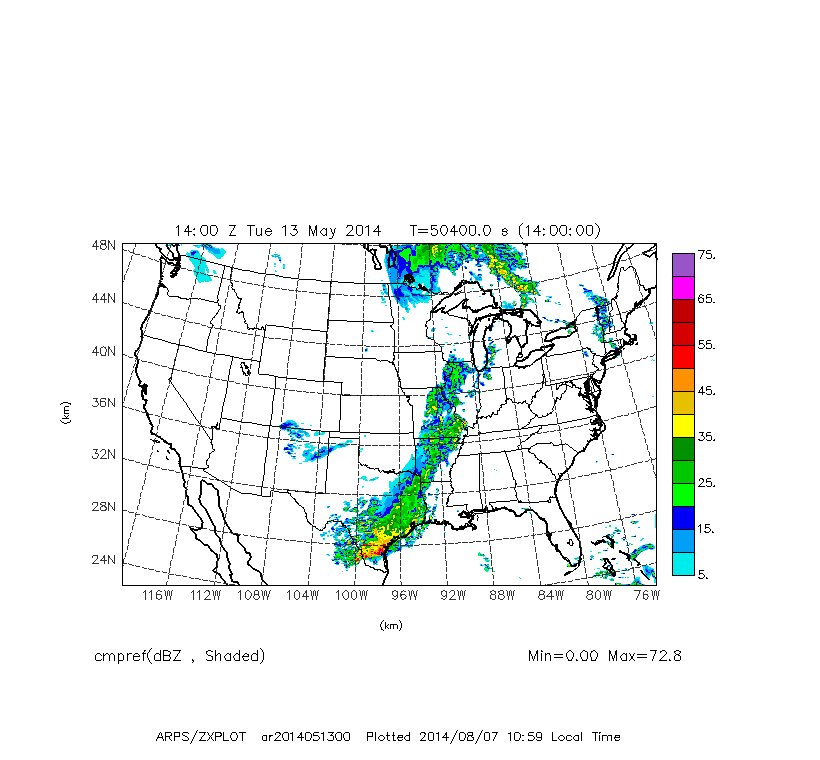 14:00 Z Tue 13 May 2014 T=50400.0 s (14:00:00)
48N
44N
40N
36N
32N
28N
24N
(km)
75.
65.
55.
45.
35.
25.
15.
5.
116W 112W 108W 104W 100W 96W 92W 88W 84W 80W 76W
(km)
cmpref(dBZ , Shaded) Min=0.00 Max=72.8
ARPS/ZXPLOT ar2014051300 Plotted 2014/08/07 10:59 Local Time